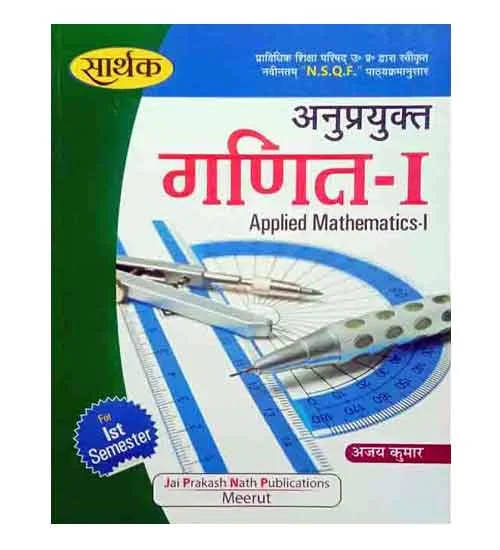 सार्थक
प्राविधिक शिक्षा परिषद् उ० प्र० द्वारा स्वीकृत
नवीनतम् "N.S.Q.F." पाठ्यक्रमानुसार
अनुप्रयुक्त
गणित-I
Applied Mathematics-I
For
Ist
Semester
अजय कुमार
Jai Prakash Nath Publications
Meerut